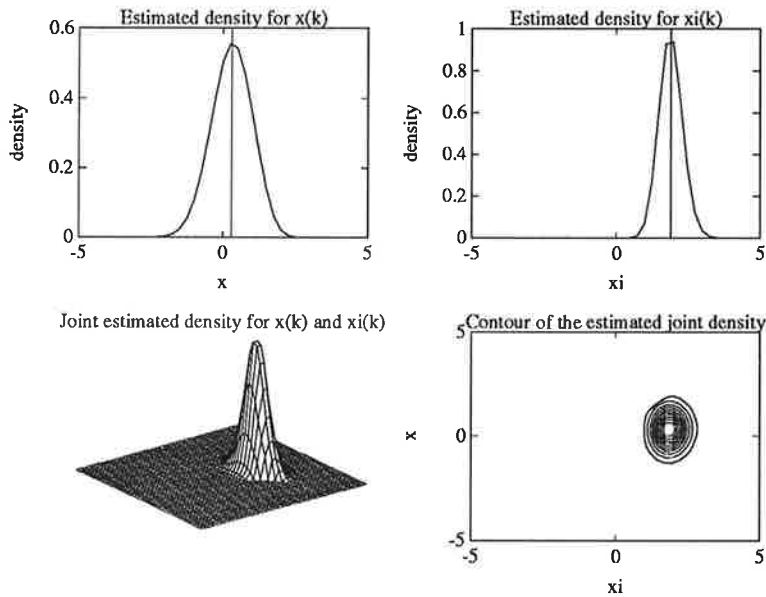 Estimated density for x(k)
0.6
0.4
0.2
0
density
-5
0
5
x
Estimated density for xi(k)
1
0.8
0.6
0.4
0.2
0
density
-5
0
5
xi
Joint estimated density for x(k) and xi(k)
Contour of the estimated joint density
5
0
-5
x
-5
0
5
xi